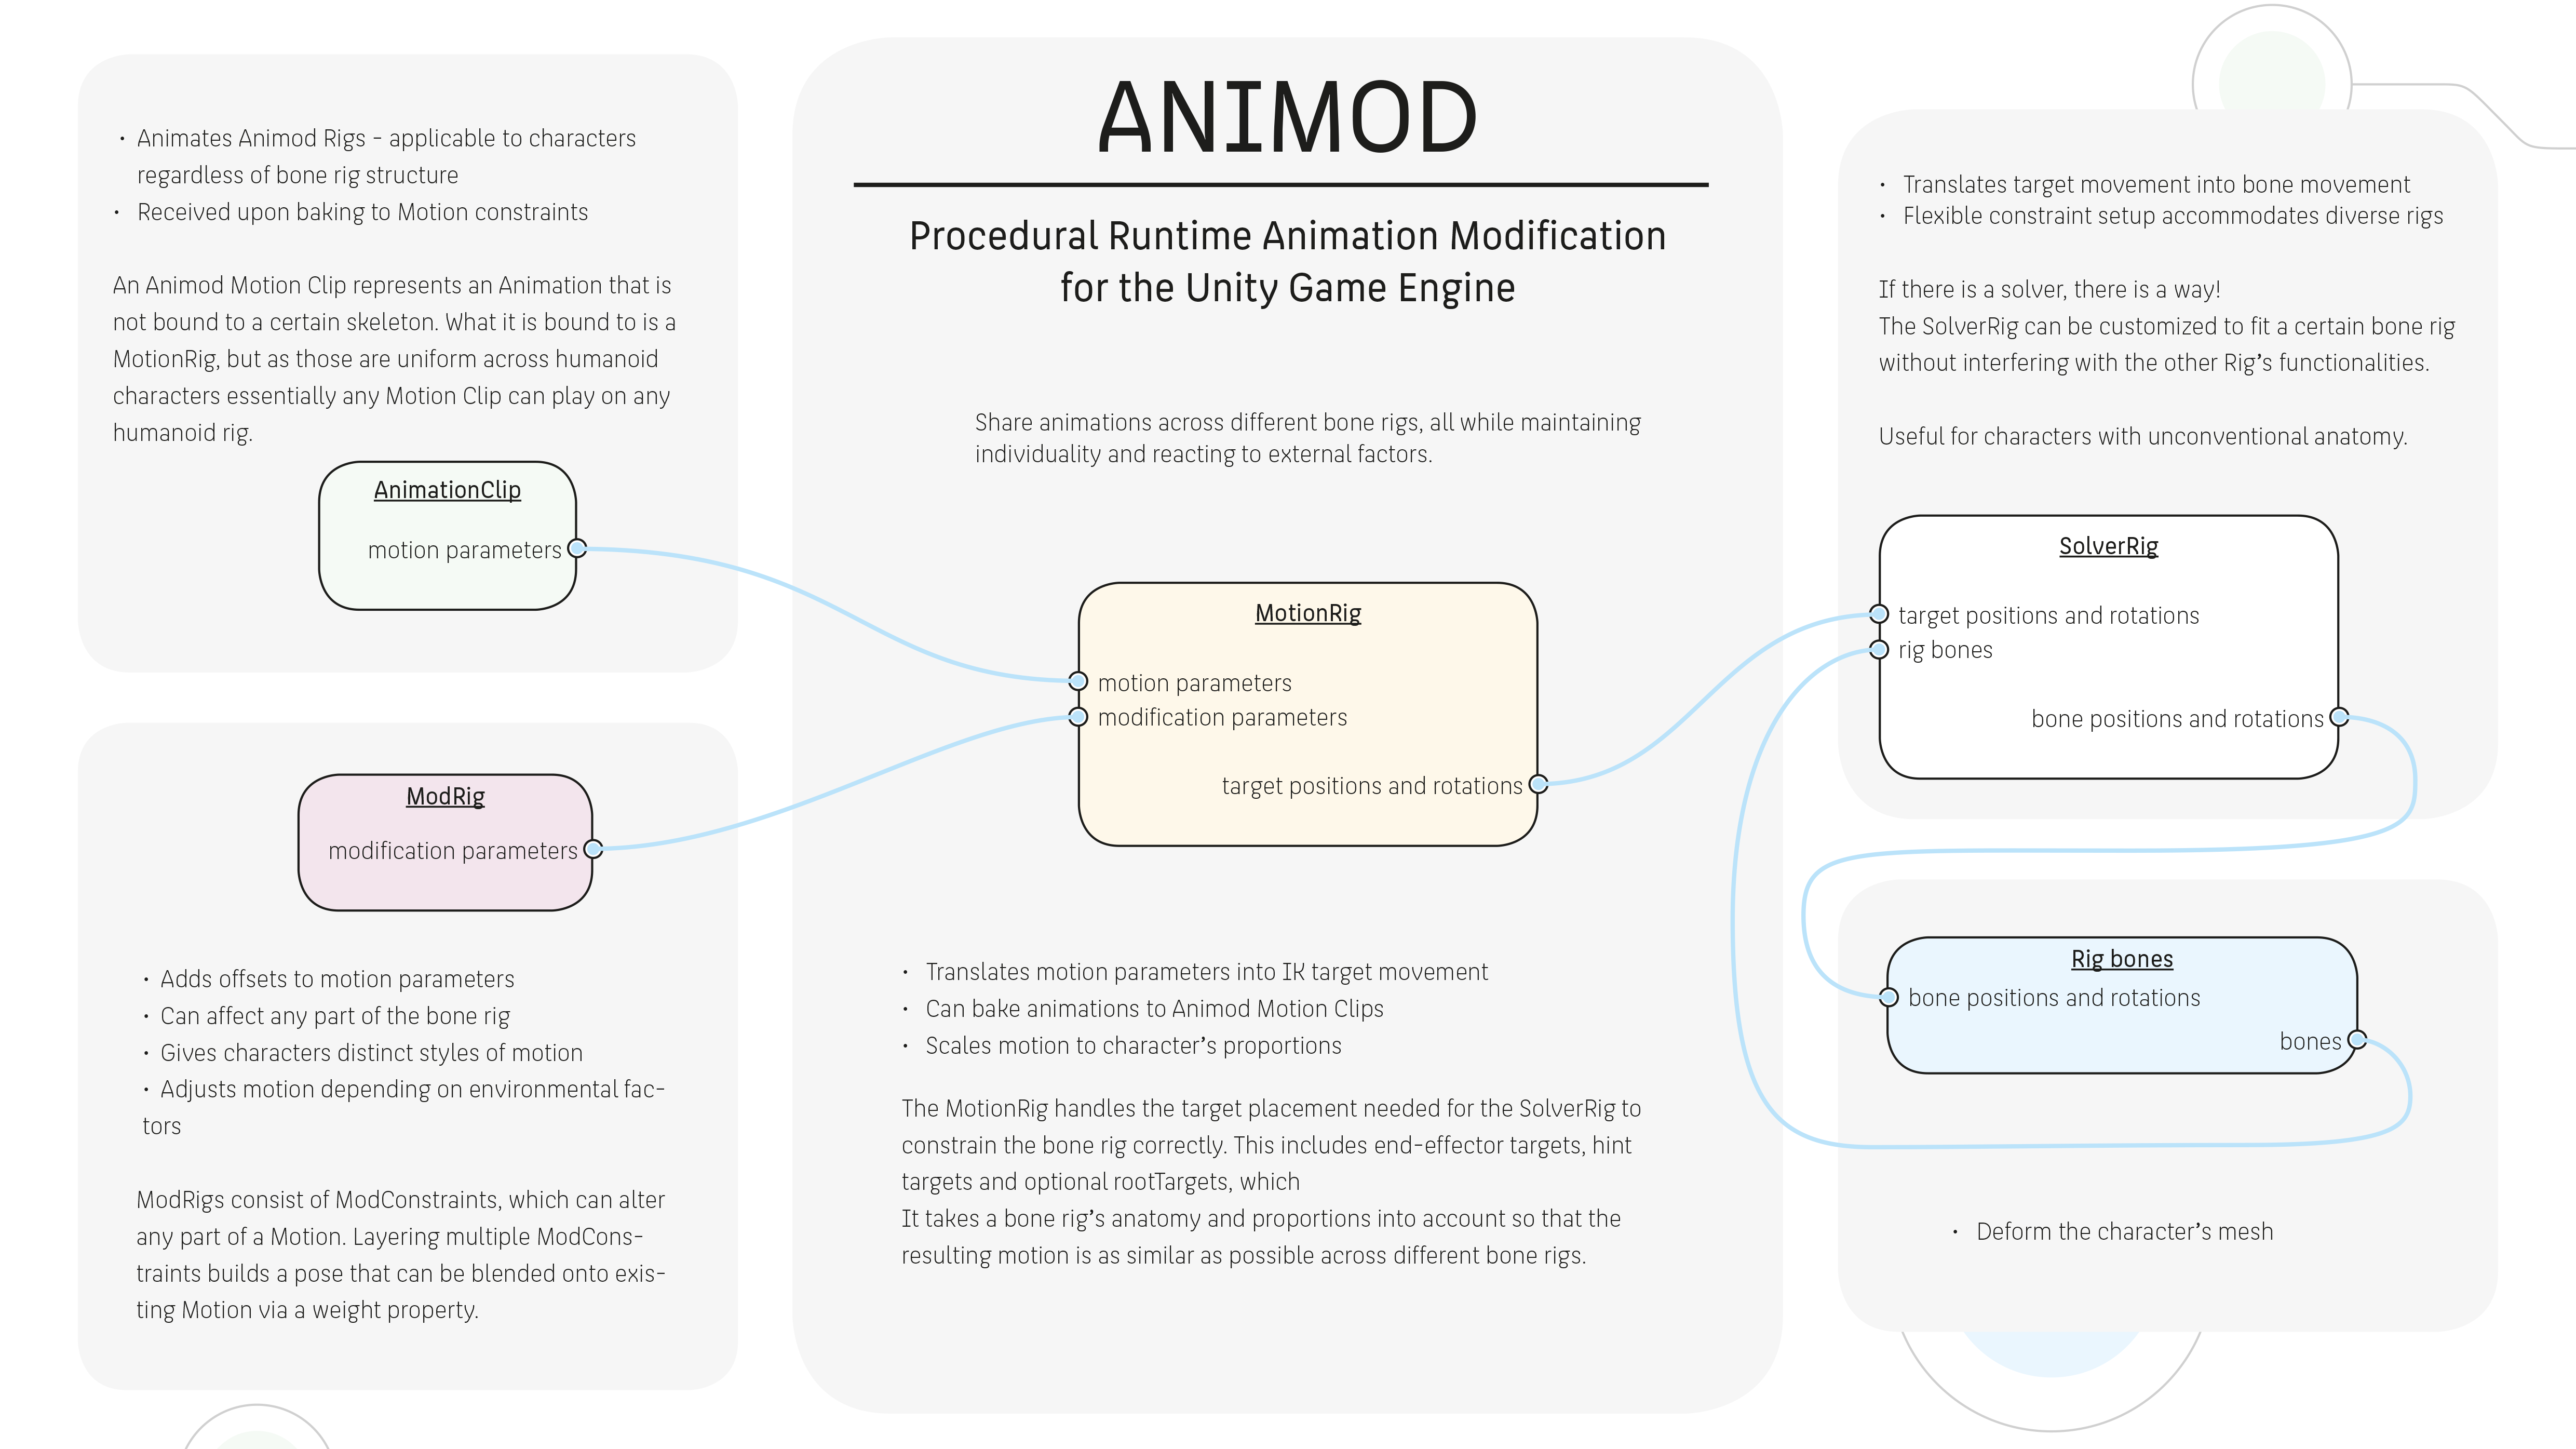 ANIMOD
Procedural Runtime Animation Modification
for the Unity Game Engine
Share animations across different bone rigs, all while maintaining
individuality and reacting to external factors.
• Animates Animod Rigs - applicable to characters
regardless of bone rig structure
• Received upon baking to Motion constraints
An Animod Motion Clip represents an Animation that is
not bound to a certain skeleton. What it is bound to is a
MotionRig, but as those are uniform across humanoid
characters essentially any Motion Clip can play on any
humanoid rig.
AnimationClip
motion parameters
ModRig
modification parameters
• Adds offsets to motion parameters
• Can affect any part of the bone rig
• Gives characters distinct styles of motion
• Adjusts motion depending on environmental fac-
tors
ModRigs consist of ModConstraints, which can alter
any part of a Motion. Layering multiple ModCons-
traints builds a pose that can be blended onto exis-
ting Motion via a weight property.
MotionRig
motion parameters
modification parameters
target positions and rotations
• Translates motion parameters into IK target movement
• Can bake animations to Animod Motion Clips
• Scales motion to character's proportions
The MotionRig handles the target placement needed for the SolverRig to
constrain the bone rig correctly. This includes end-effector targets, hint
targets and optional rootTargets, which
It takes a bone rig's anatomy and proportions into account so that the
resulting motion is as similar as possible across different bone rigs.
• Translates target movement into bone movement
• Flexible constraint setup accommodates diverse rigs
If there is a solver, there is a way!
The SolverRig can be customized to fit a certain bone rig
without interfering with the other Rig's functionalities.
Useful for characters with unconventional anatomy.
SolverRig
target positions and rotations
rig bones
bone positions and rotations
Rig bones
bone positions and rotations
bones
• Deform the character's mesh